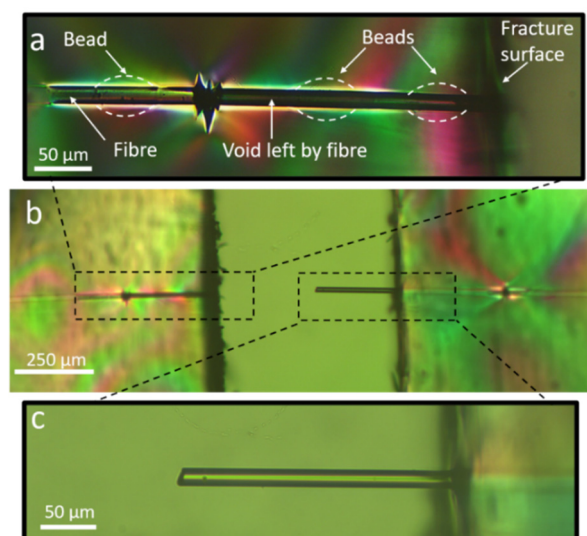 a
Bead
Beads
Fracture
surface
Fibre
Void left by fibre
50 µm
b
250 µm
c
50 µm